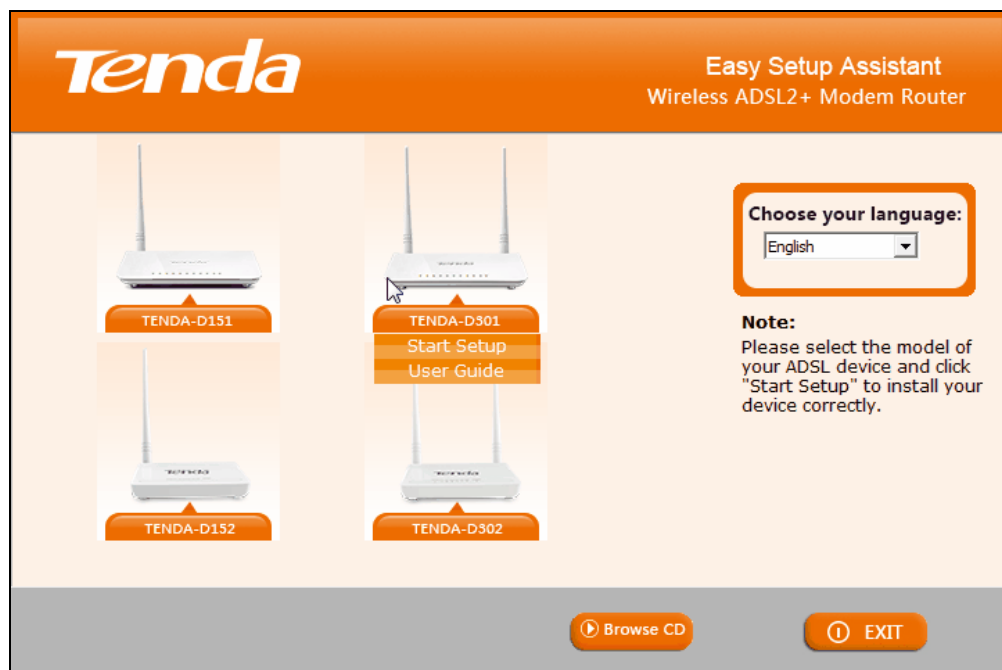 Tenda
Easy Setup Assistant
Wireless ADSL2+ Modem Router
TENDA-D151
TENDA-D301
Start Setup
User Guide
Tenda
TENDA-D152
Tenda
TENDA-D302
Choose your language:
English
Note:
Please select the model of
your ADSL device and click
"Start Setup" to install your
device correctly.
Browse CD
EXIT